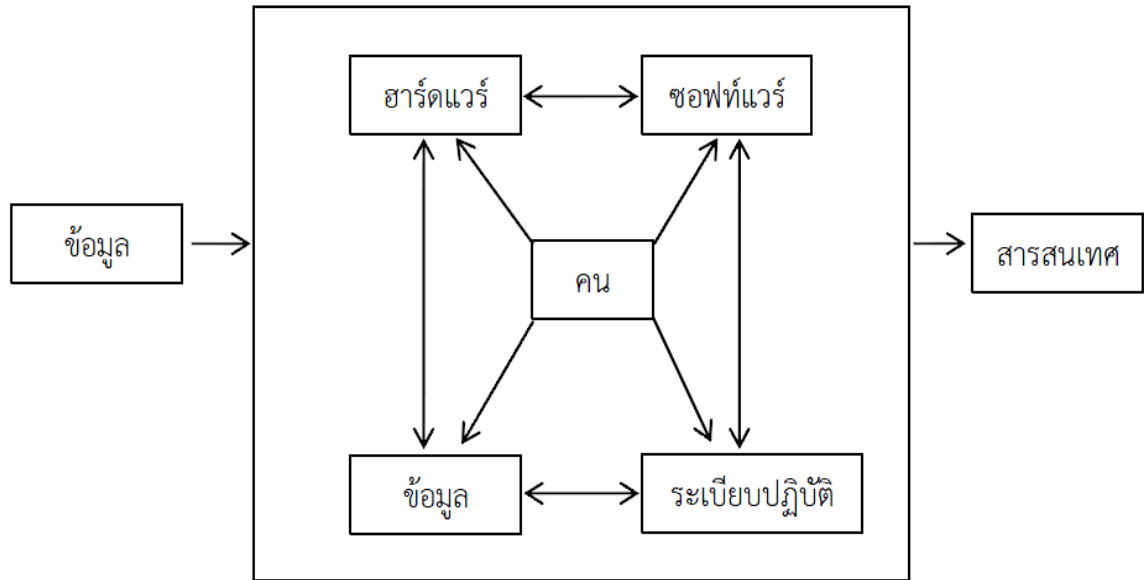 ฮาร์ดแวร์
ซอฟท์แวร์
ข้อมูล
คน
สารสนเทศ
ข้อมูล
ระเบียบปฏิบัติ